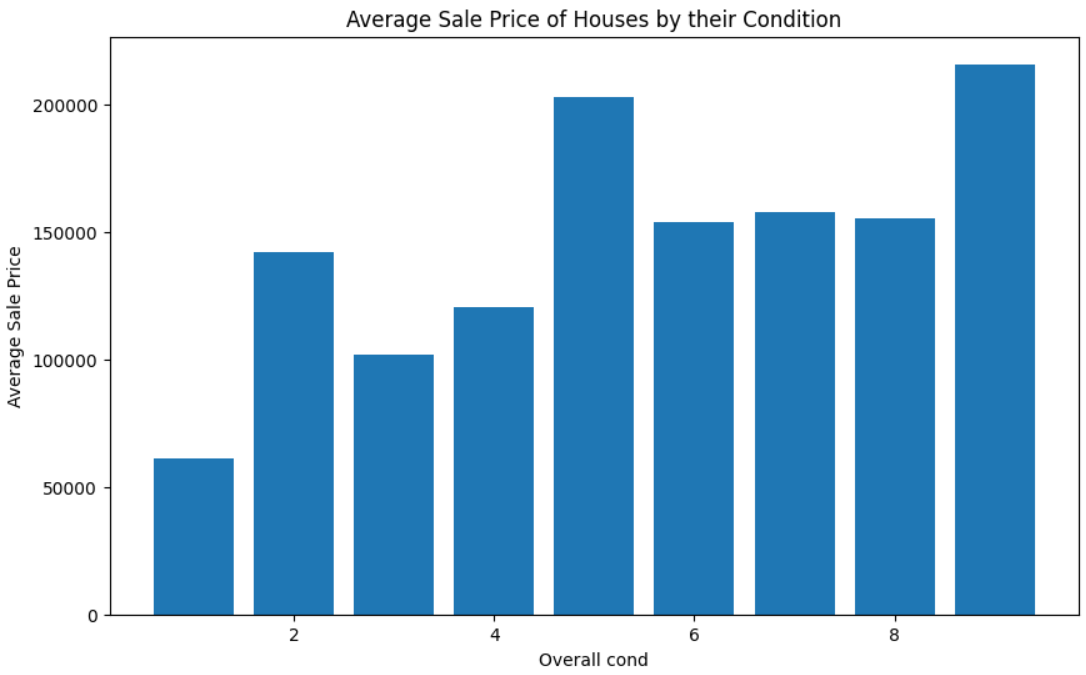 Average Sale Price of Houses by their Condition
200000
150000
100000
50000
0
Average Sale Price
2 4 6 8
Overall cond